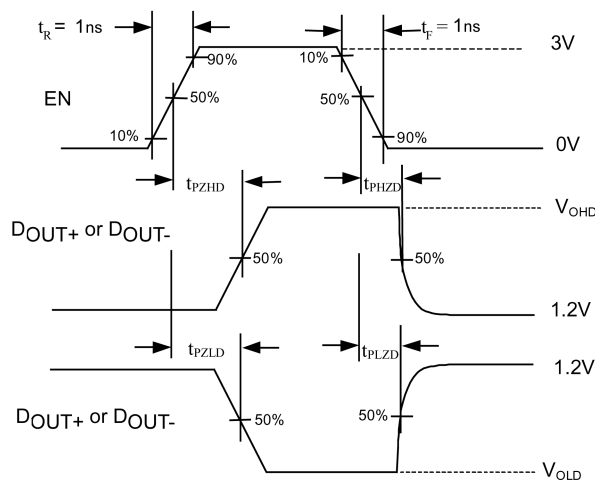 tR = 1ns
tF = 1ns
3V
90%
10%
EN
50%
50%
10%
90%
0V
tPZHD
tPHZD
VOHD
DOUT+ or DOUT-
50%
50%
1.2V
tPZLD
tPLZD
1.2V
DOUT+ or DOUT-
50%
50%
VOLD